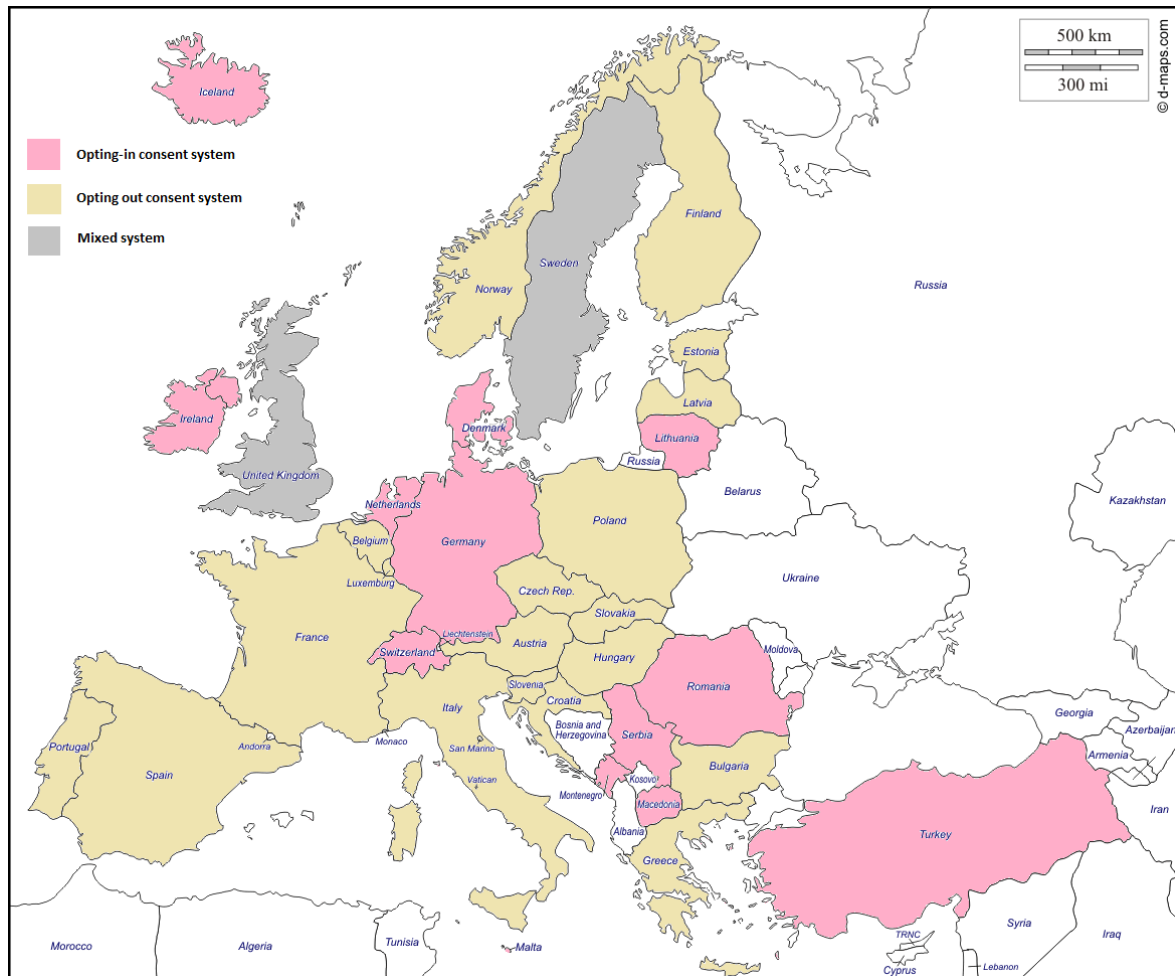 500 km
300 mi
© d-maps.com
Iceland
Opting-in consent system
Opting out consent system
Mixed system
Finland
Sweden
Norway
Russia
Estonia
Latvia
Ireland
Denmark
Lithuania
Russia
United Kingdom
Belarus
Kazakhstan
Netherlands
Poland
Belgium
Germany
Ukraine
Luxemburg
Czech Rep.
Slovakia
France
Liechtenstein
Austria
Switzerland
Moldova
Hungary
Slovenia
Romania
Croatia
Italy
Georgia
Bosnia and
Herzegovina
Serbia
Azerbaijan
Monaco
Andorra
San Marino
Portugal
Armenia
Bulgaria
Spain
Kosovo
Vatican
Montenegro
Macedonia
Iran
Albania
Turkey
Greece
Syria
TRNC
Morocco
Algeria
Tunisia
Malta
Iraq
Lebanon
Cyprus